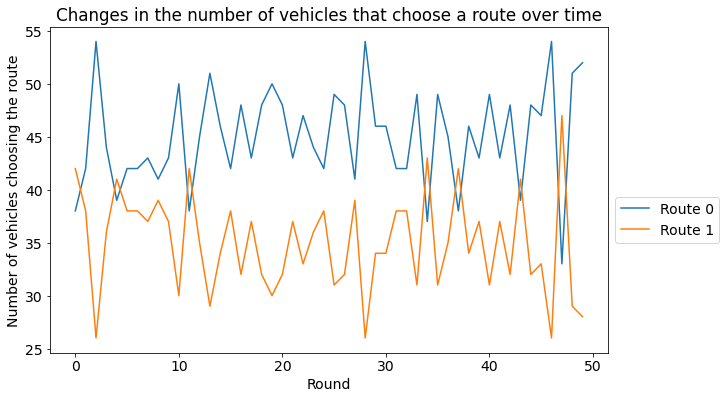 Changes in the number of vehicles that choose a route over time
Number of vehicles choosing the route
55
50
45
40
35
30
25
0
10
20
30
40
50
Round
Route 0
Route 1